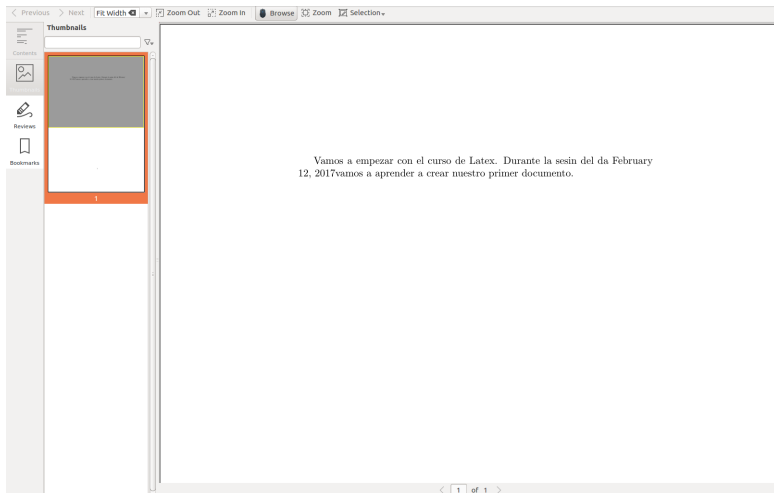 Previous Next Fit Width Zoom Out Zoom In Browse Zoom Selection
Thumbnails
Contents
Reviews
Bookmarks
1
Vamos a empezar con el curso de Latex. Durante la sesin del da February
12, 2017vamos a aprender a crear nuestro primer documento.
1 of 1